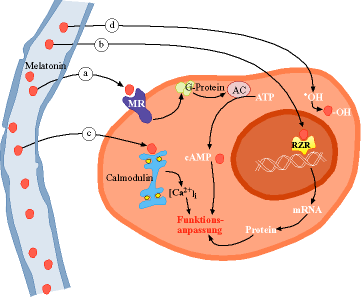 d
b
Melatonin
a
c
MR
G-Protein
AC
ATP
•OH
-OH
RZR
cAMP
Calmodulin
[Ca²⁺]i
mRNA
Funktions-
anpassung
Protein